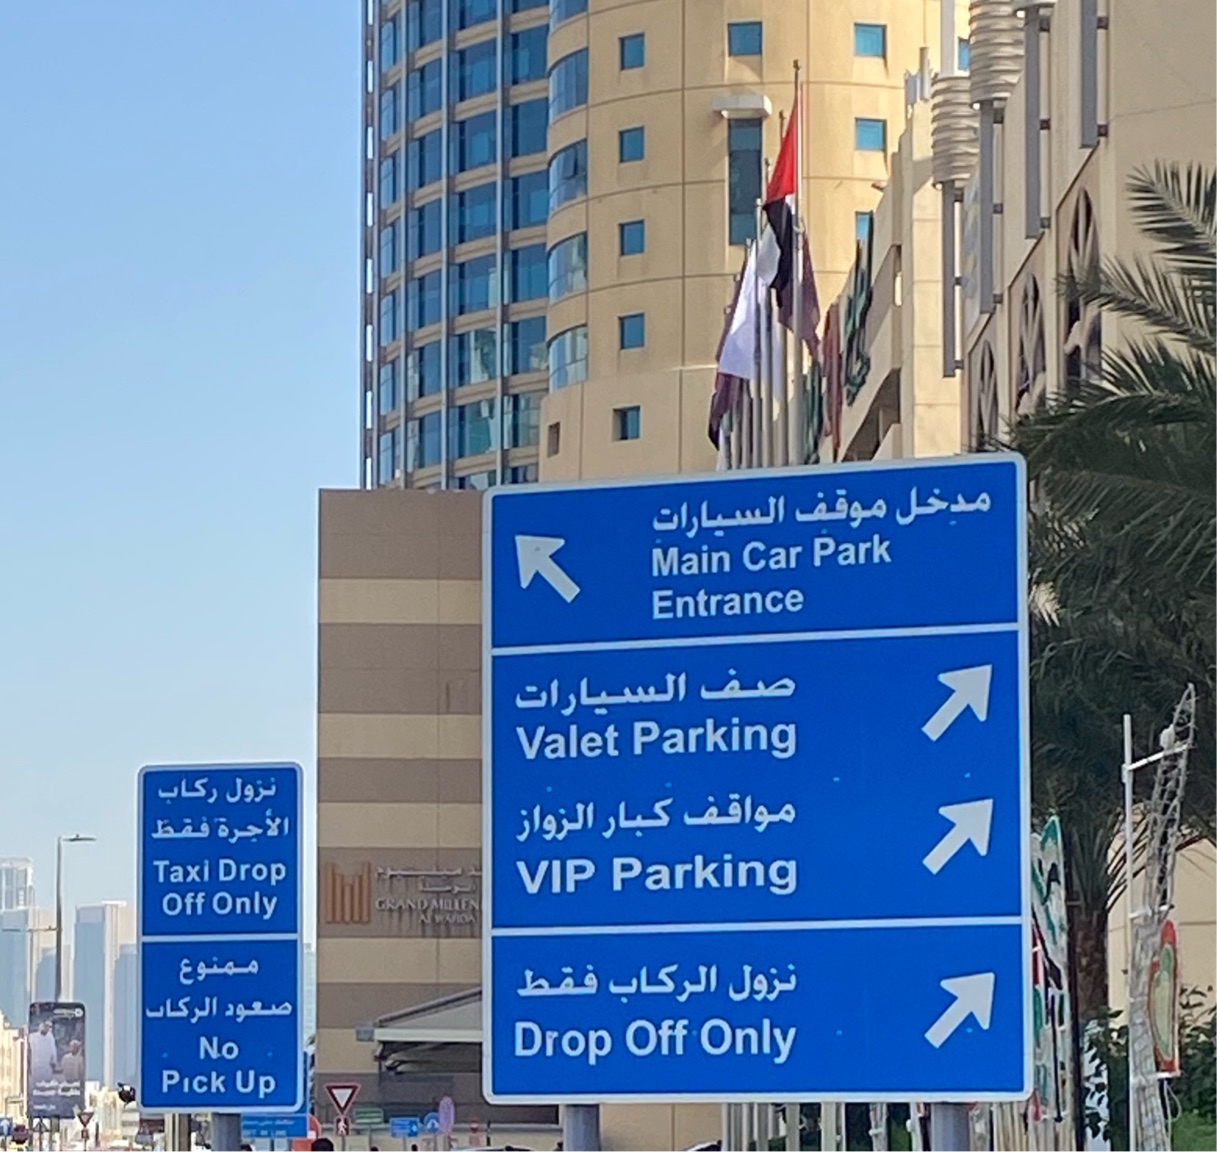 مدخل موقف السيارات
Main Car Park
Entrance
صف السيارات
Valet Parking
مواقف كبار الزوار
VIP Parking
نزول الركاب فقط
Drop Off Only
نزول ركاب
الأجرة فقط
Taxi Drop
Off Only
ممنوع
صعود الركاب
No
Pick Up
GRAND
AL WAHDA